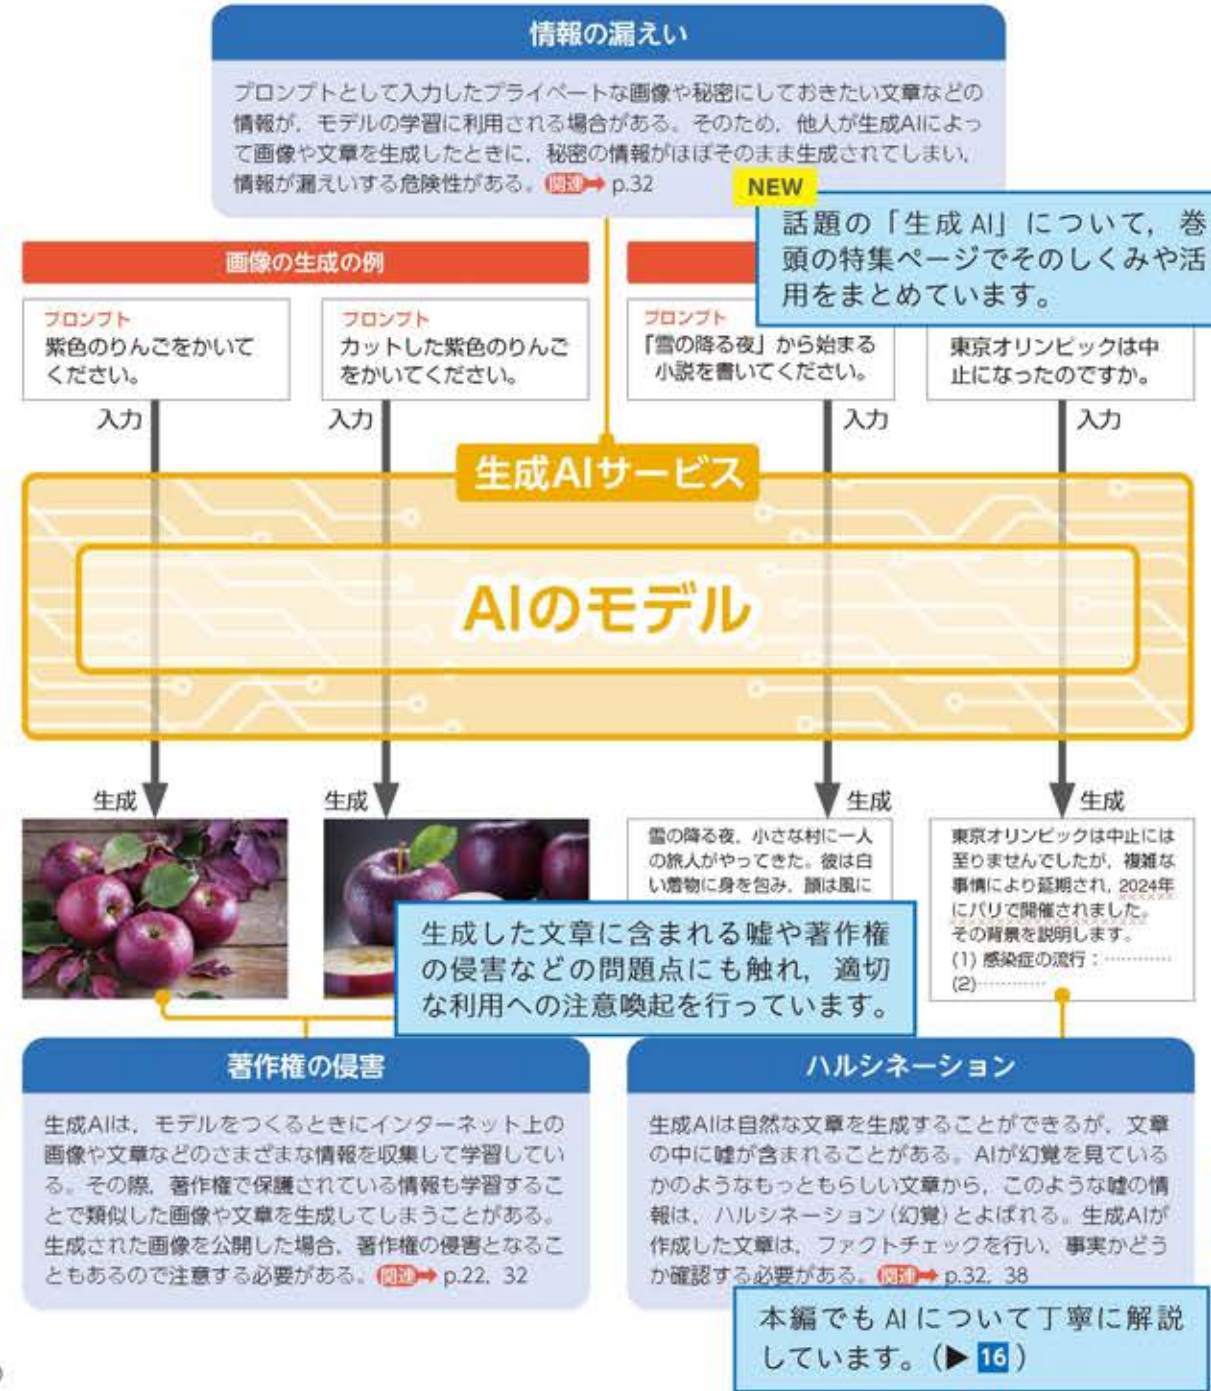 情報の漏えい
プロンプトとして入力したプライベートな画像や秘密にしておきたい文章などの
情報が，モデルの学習に利用される場合がある。そのため，他人が生成AIによっ
て画像や文章を生成したときに，秘密の情報がほぼそのまま生成されてしまい，
情報が漏えいする危険性がある。関連➡ p.32
NEW
話題の「生成 AI」について，巻
頭の特集ページでそのしくみや活
用をまとめています。
画像の生成の例
プロンプト
紫色のりんごをかいて
ください。
プロンプト
カットした紫色のりんご
をかいてください。
プロンプト
「雪の降る夜」から始まる
小説を書いてください。
東京オリンピックは中
止になったのですか。
入力
入力
入力
入力
生成AIサービス
AIのモデル
生成
生成
生成
生成
雪の降る夜，小さな村に一人
の旅人がやってきた。彼は白
い着物に身を包み，顔は風に
東京オリンピックは中止には
至りませんでしたが，複雑な
事情により延期され，2024年
にパリで開催されました。
その背景を説明します。
(1) 感染症の流行：…………
(2)…………
生成した文章に含まれる嘘や著作権
の侵害などの問題点にも触れ，適切
な利用への注意喚起を行っています。
著作権の侵害
生成AIは，モデルをつくるときにインターネット上の
画像や文章などのさまざまな情報を収集して学習してい
る。その際，著作権で保護されている情報も学習するこ
とで類似した画像や文章を生成してしまうことがある。
生成された画像を公開した場合，著作権の侵害となるこ
ともあるので注意する必要がある。関連➡ p.22，32
ハルシネーション
生成AIは自然な文章を生成することができるが，文章
の中に嘘が含まれることがある。AIが幻覚を見ている
かのようなもっともらしい文章から，このような嘘の情
報は，ハルシネーション(幻覚)とよばれる。生成AIが
作成した文章は，ファクトチェックを行い，事実かどう
か確認する必要がある。関連➡ p.32，38
本編でも AI について丁寧に解説
しています。（▶ 16）